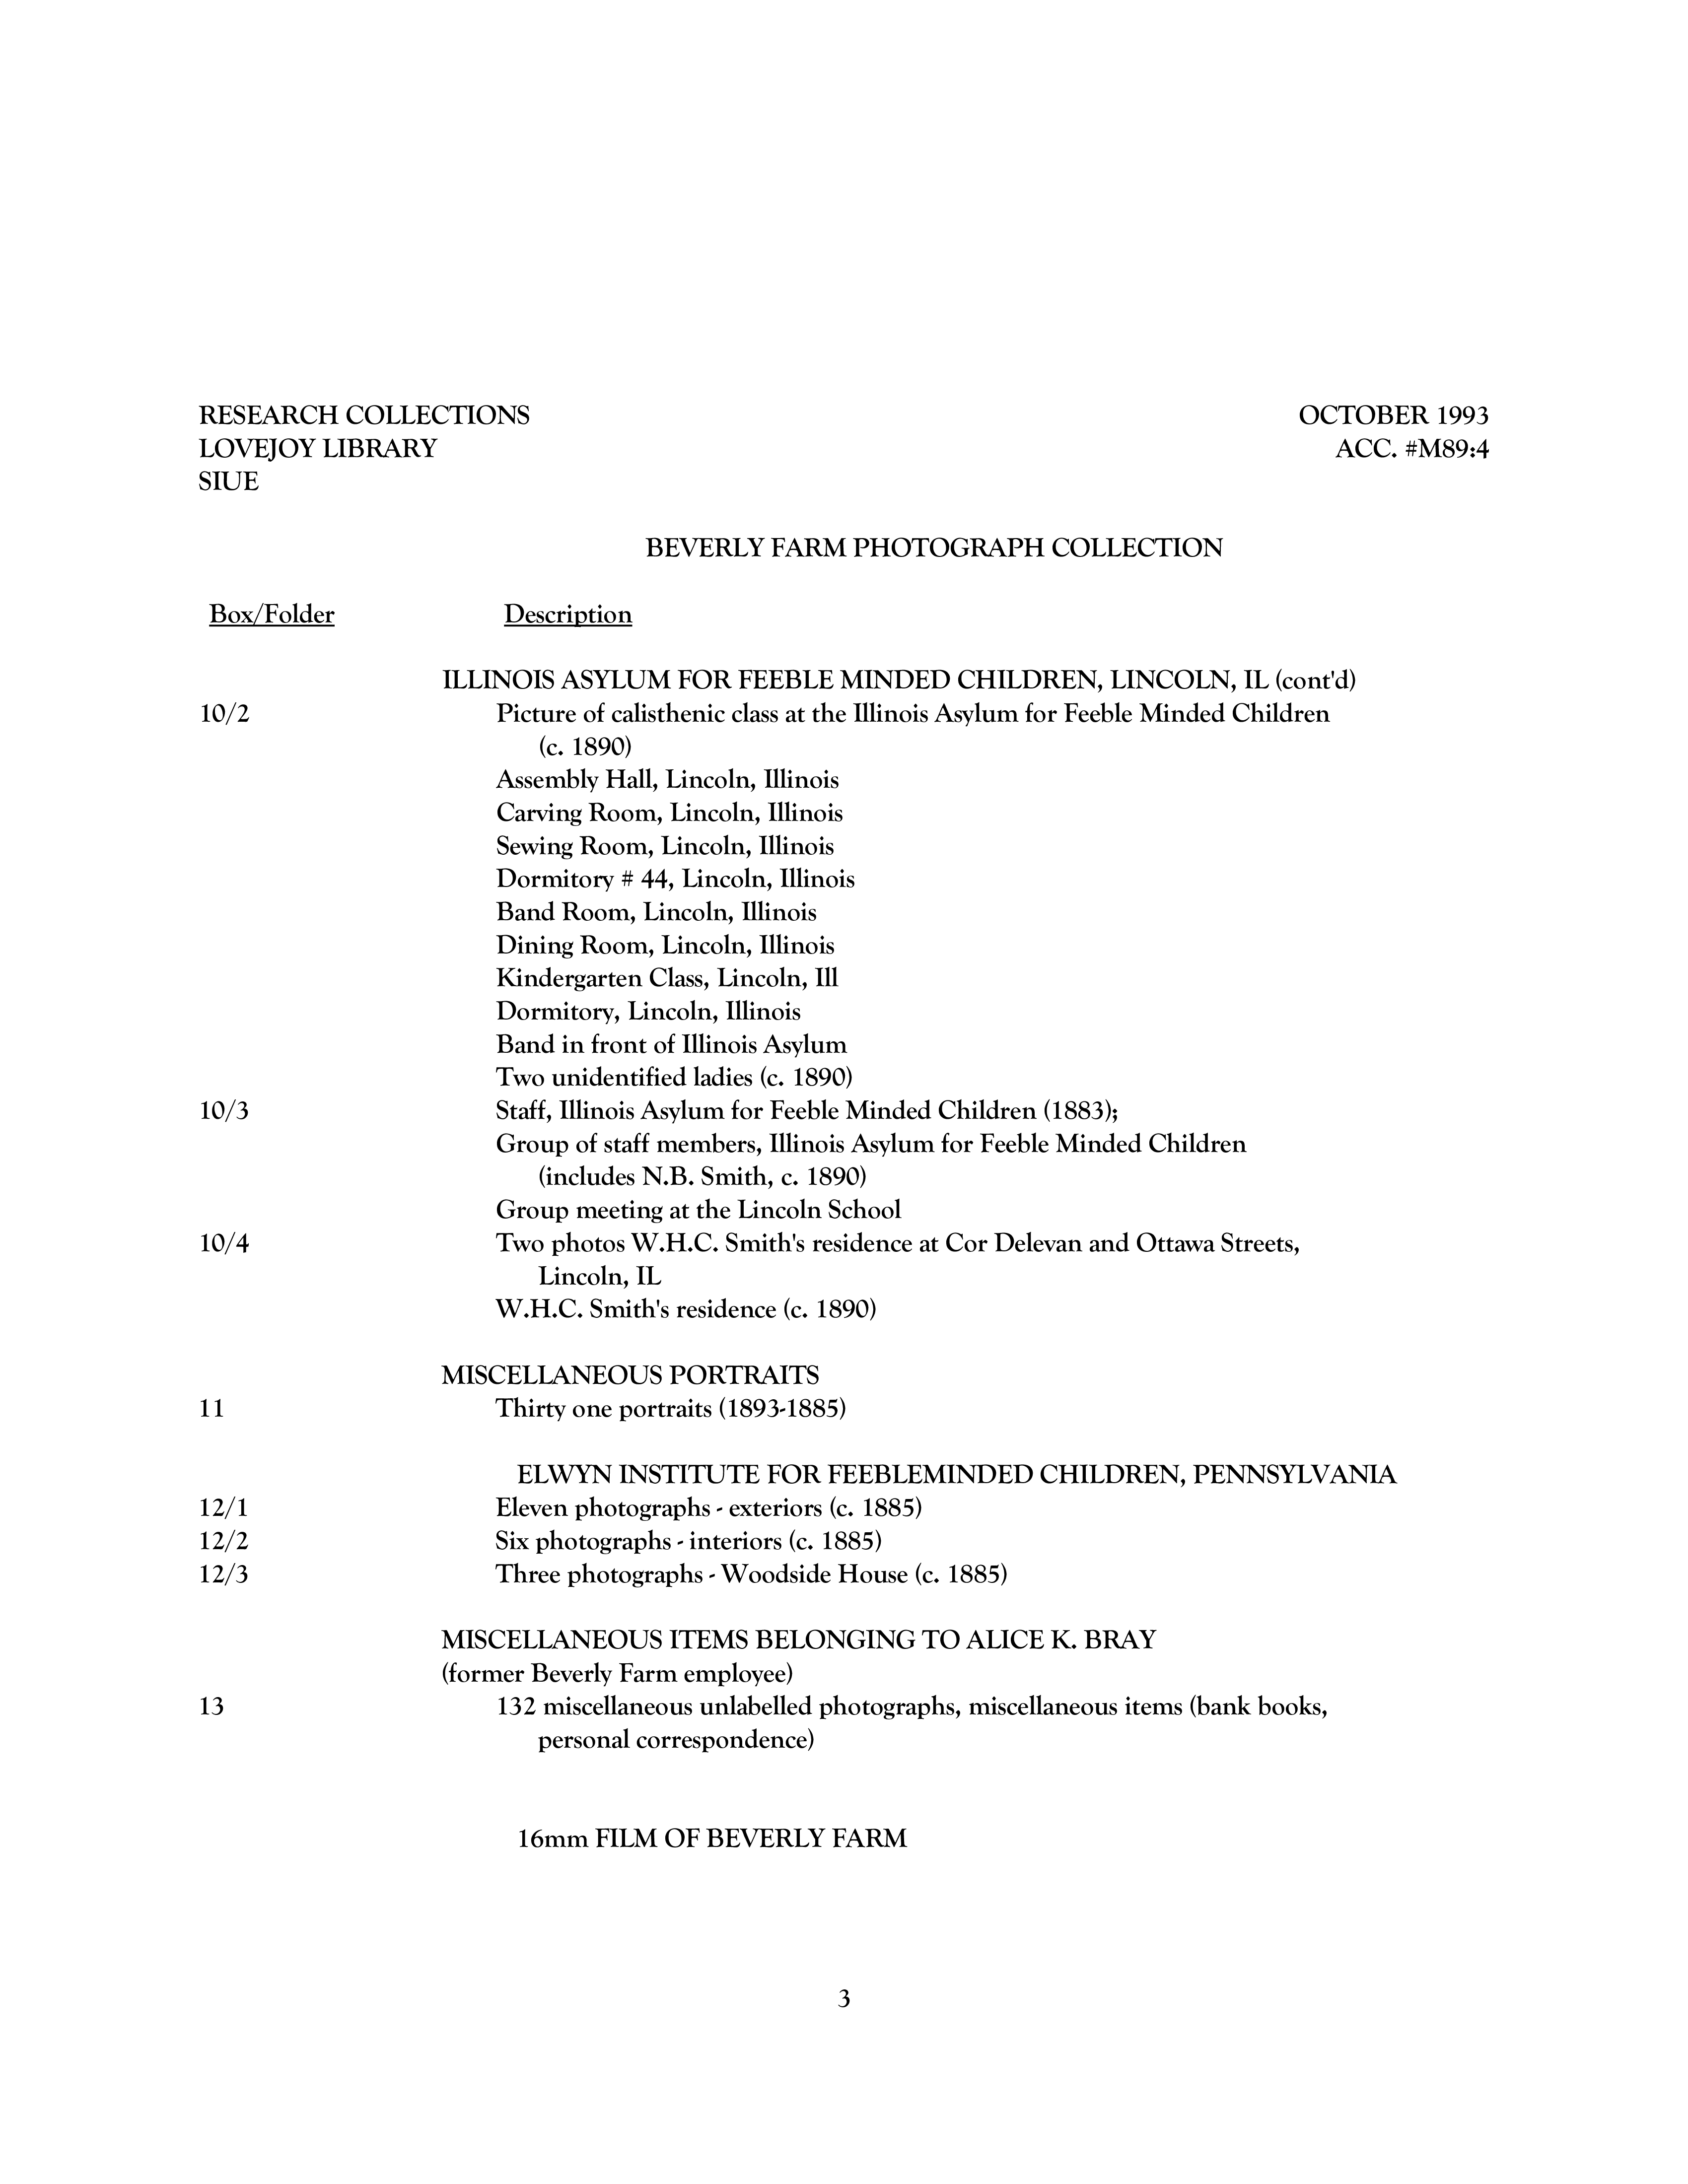 RESEARCH COLLECTIONS OCTOBER 1993
LOVEJOY LIBRARY ACC. #M89:4
SIUE
BEVERLY FARM PHOTOGRAPH COLLECTION
Box/Folder Description
ILLINOIS ASYLUM FOR FEEBLE MINDED CHILDREN, LINCOLN, IL (cont'd)
10/2 Picture of calisthenic class at the Illinois Asylum for Feeble Minded Children
(c. 1890)
Assembly Hall, Lincoln, Illinois
Carving Room, Lincoln, Illinois
Sewing Room, Lincoln, Illinois
Dormitory # 44, Lincoln, Illinois
Band Room, Lincoln, Illinois
Dining Room, Lincoln, Illinois
Kindergarten Class, Lincoln, Ill
Dormitory, Lincoln, Illinois
Band in front of Illinois Asylum
Two unidentified ladies (c. 1890)
10/3 Staff, Illinois Asylum for Feeble Minded Children (1883);
Group of staff members, Illinois Asylum for Feeble Minded Children
(includes N.B. Smith, c. 1890)
Group meeting at the Lincoln School
10/4 Two photos W.H.C. Smith's residence at Cor Delevan and Ottawa Streets,
Lincoln, IL
W.H.C. Smith's residence (c. 1890)
MISCELLANEOUS PORTRAITS
11 Thirty one portraits (1893-1885)
ELWYN INSTITUTE FOR FEEBLEMINDED CHILDREN, PENNSYLVANIA
12/1 Eleven photographs - exteriors (c. 1885)
12/2 Six photographs - interiors (c. 1885)
12/3 Three photographs - Woodside House (c. 1885)
MISCELLANEOUS ITEMS BELONGING TO ALICE K. BRAY
(former Beverly Farm employee)
13 132 miscellaneous unlabelled photographs, miscellaneous items (bank books,
personal correspondence)
16mm FILM OF BEVERLY FARM
3